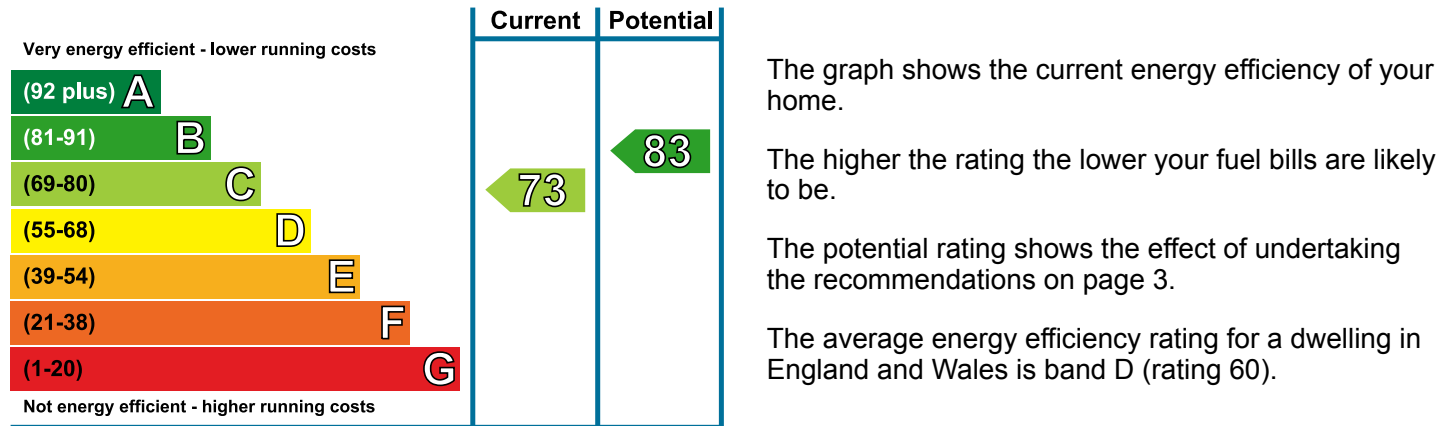 Current Potential
Very energy efficient - lower running costs
(92 plus) A
(81-91) B
83
(69-80) C
73
(55-68) D
(39-54) E
(21-38) F
(1-20) G
Not energy efficient - higher running costs
The graph shows the current energy efficiency of your
home.
The higher the rating the lower your fuel bills are likely
to be.
The potential rating shows the effect of undertaking
the recommendations on page 3.
The average energy efficiency rating for a dwelling in
England and Wales is band D (rating 60).